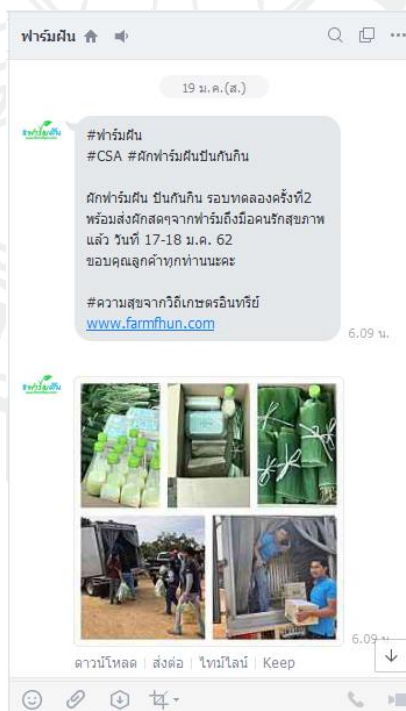 ฟาร์มฝัน
19 ม.ค.(ส.)
#ฟาร์มฝัน
#CSA #ผักฟาร์มฝันปันกันกิน
ผักฟาร์มฝัน ปันกันกิน รอบทดลองครั้งที่2
พร้อมส่งผักสดๆจากฟาร์มถึงมือคนรักสุขภาพ
แล้ว วันที่ 17-18 ม.ค. 62
ขอบคุณลูกค้าทุกท่านนะคะ
#ความสุขจากวิถีเกษตรอินทรีย์
www.farmfhun.com
6.09 น.
6.09 น.
ดาวน์โหลด | ส่งต่อ | ไทม์ไลน์ | Keep